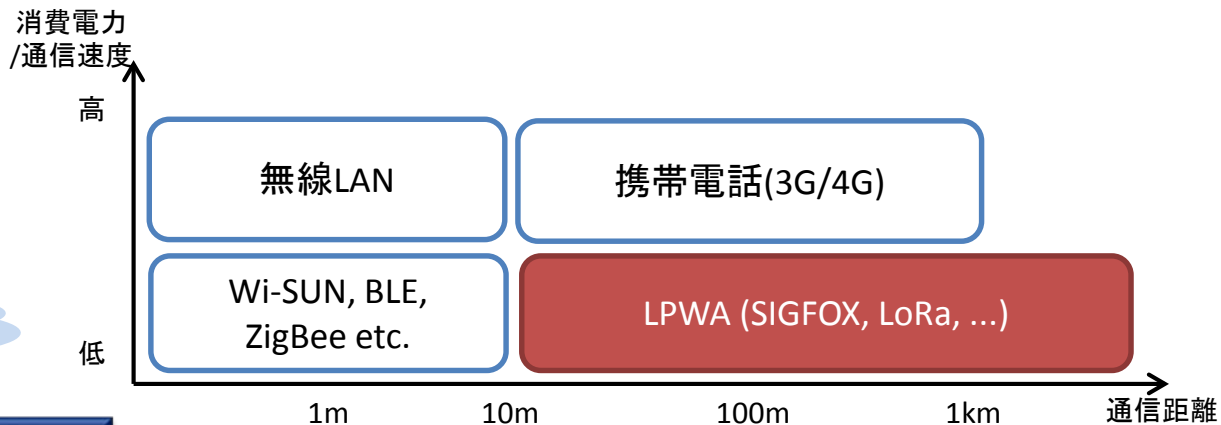 消費電力
/通信速度
高
無線LAN
携帯電話(3G/4G)
Wi-SUN, BLE,
ZigBee etc.
LPWA (SIGFOX, LoRa, ...)
低
1m
10m
100m
1km
通信距離